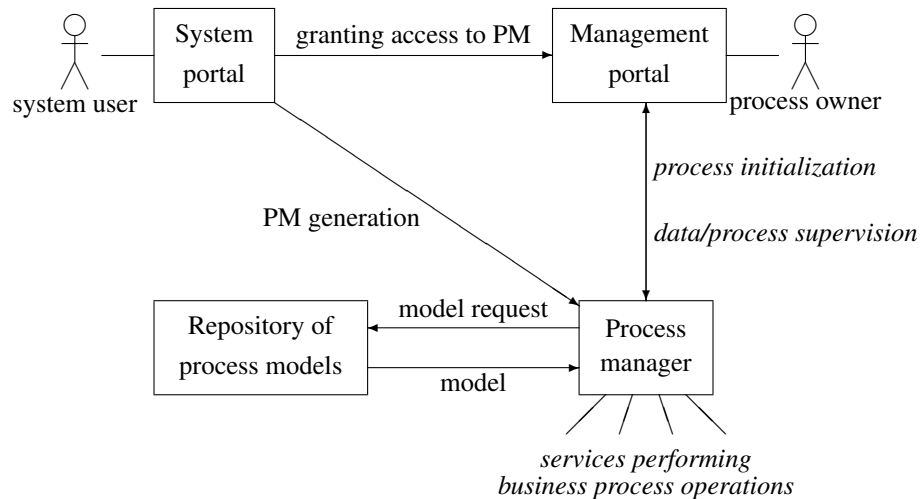 System
portal
granting access to PM
Management
portal
system user
process owner
process initialization
PM generation
data/process supervision
Repository of
process models
model request
model
Process
manager
services performing
business process operations